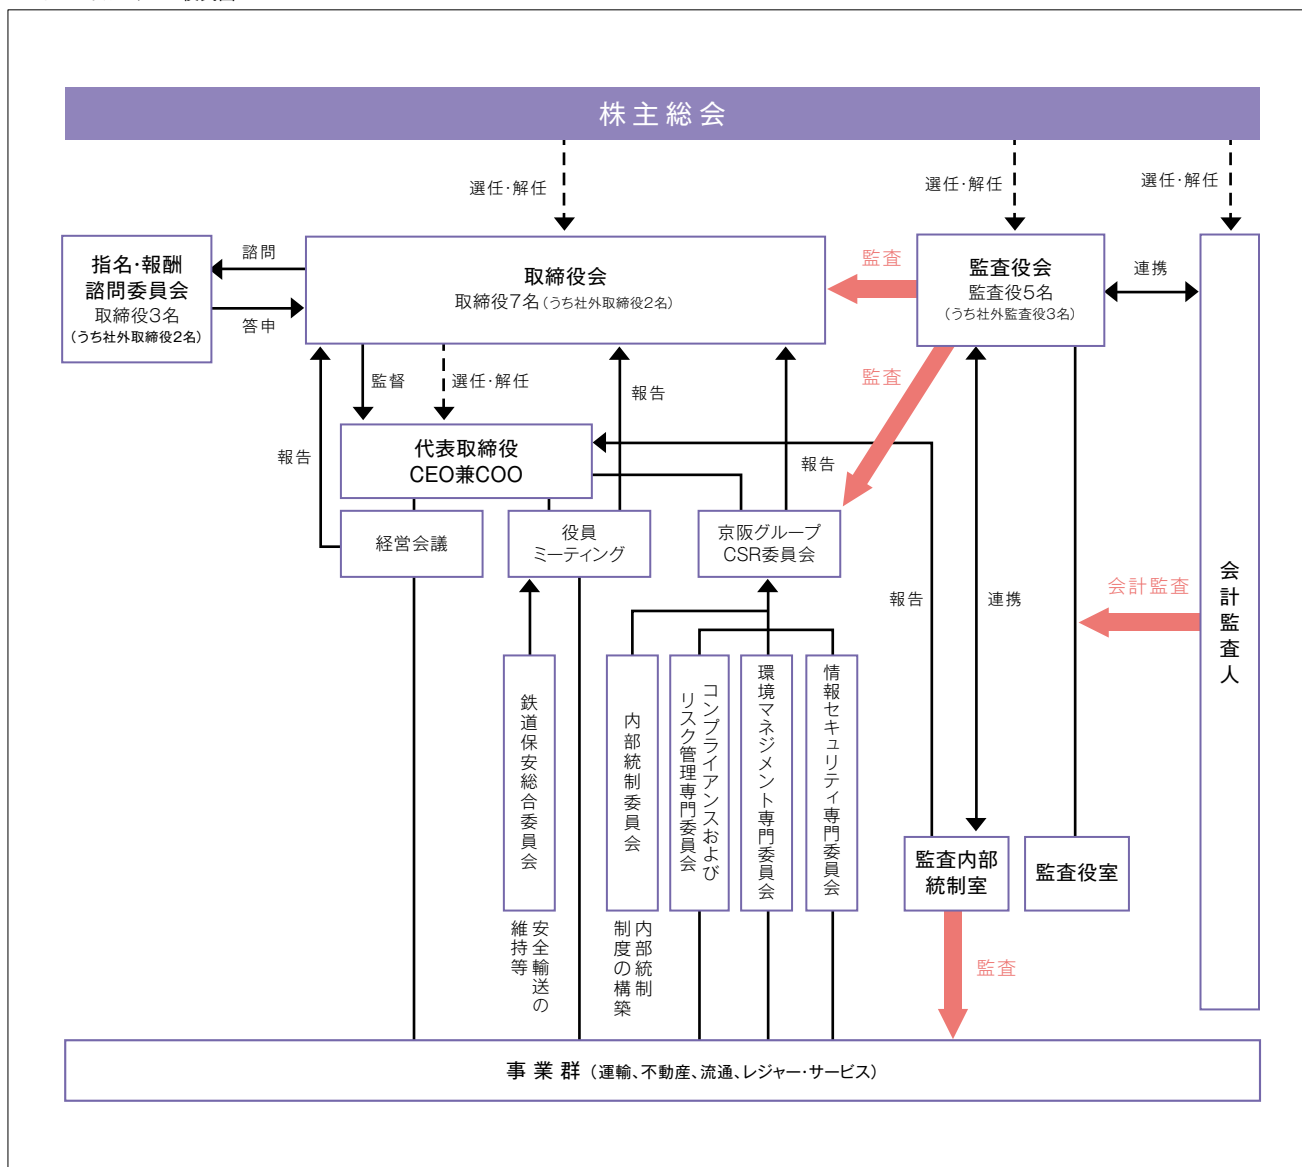 株主総会
選任・解任
選任・解任
選任・解任
指名・報酬
諮問委員会
取締役3名
(うち社外取締役2名)
諮問
答申
取締役会
取締役7名(うち社外取締役2名)
監査
監査役会
監査役5名
(うち社外監査役3名)
連携
監督
選任・解任
報告
監査
報告
代表取締役
CEO兼COO
報告
経営会議
役員
ミーティング
京阪グループ
CSR委員会
報告
連携
会計監査
会計監査人
鉄道保安総合委員会
内部統制委員会
コンプライアンスおよび
リスク管理専門委員会
環境マネジメント専門委員会
情報セキュリティ専門委員会
監査内部
統制室
監査役室
安全輸送の
維持等
内部統制
制度の構築
監査
事業群(運輸、不動産、流通、レジャー・サービス)